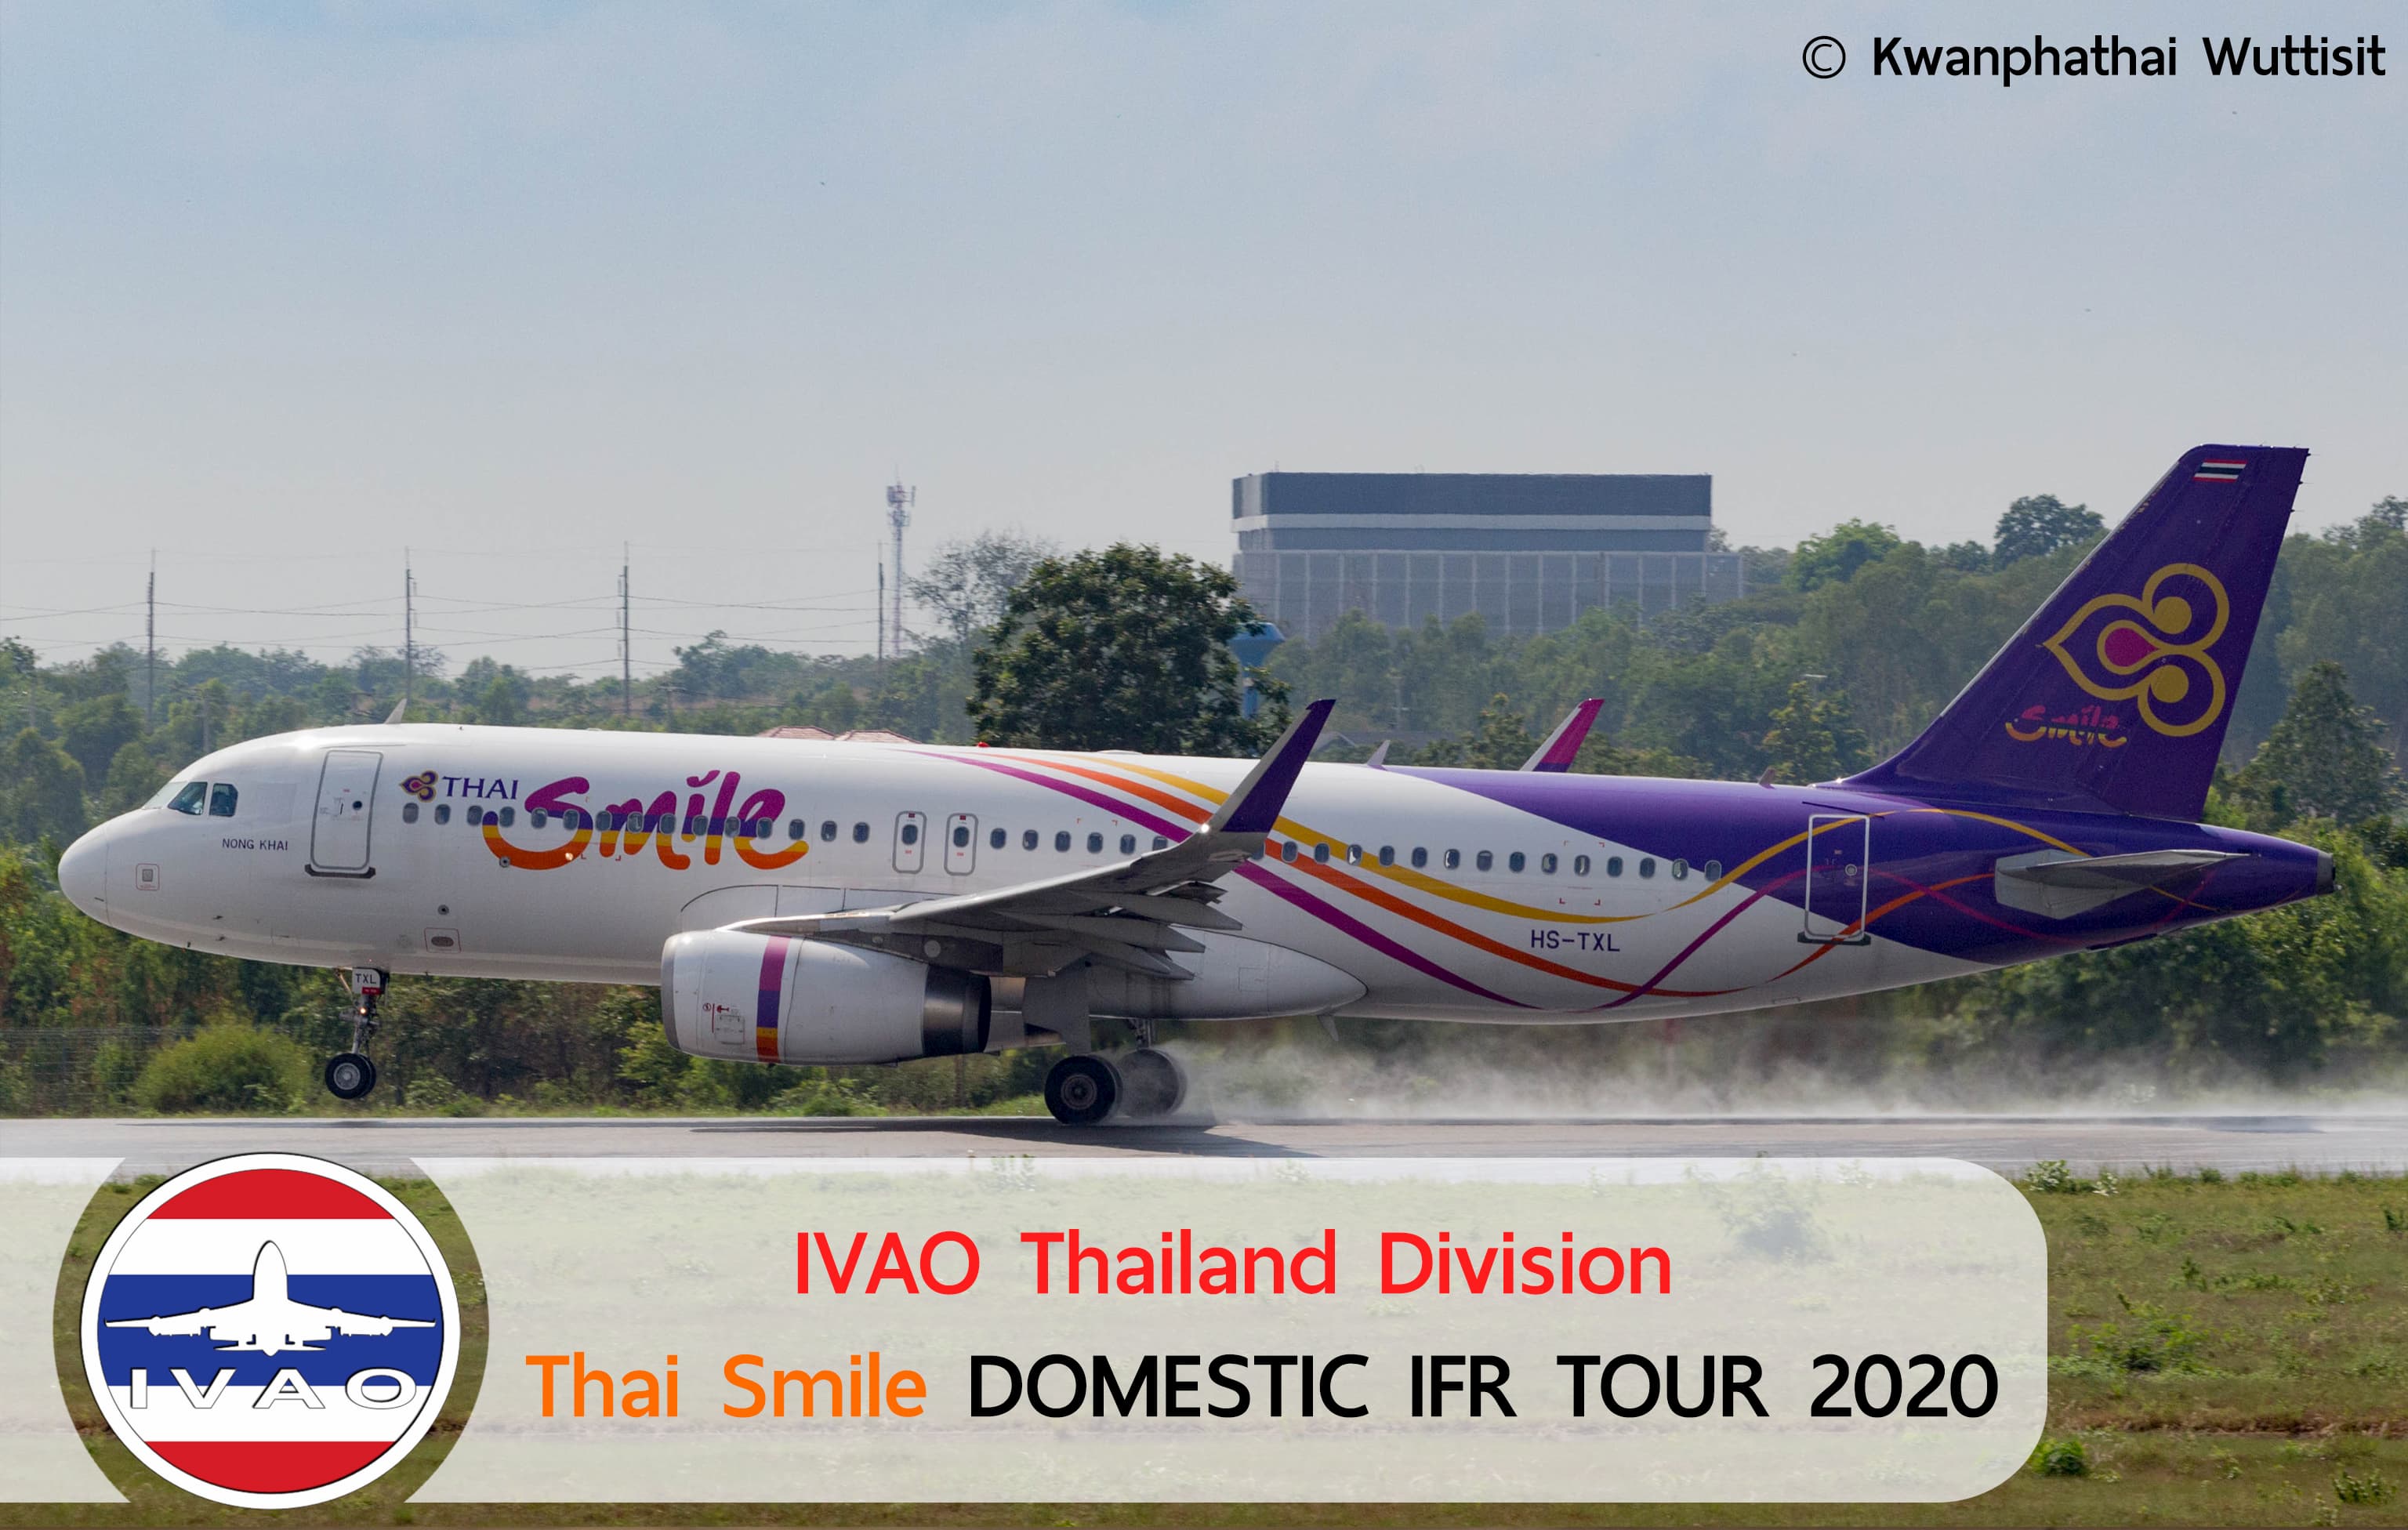 © Kwanphathai Wuttisit
Smile
THAI Smile
NONG KHAI
HS-TXL
TXL
IVAO
IVAO Thailand Division
Thai Smile DOMESTIC IFR TOUR 2020